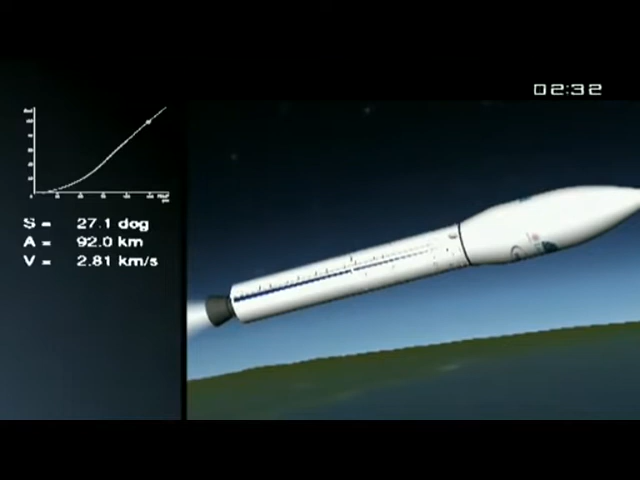 02:32
S = 27.1 dog
A = 92.0 km
V = 2.81 km/s